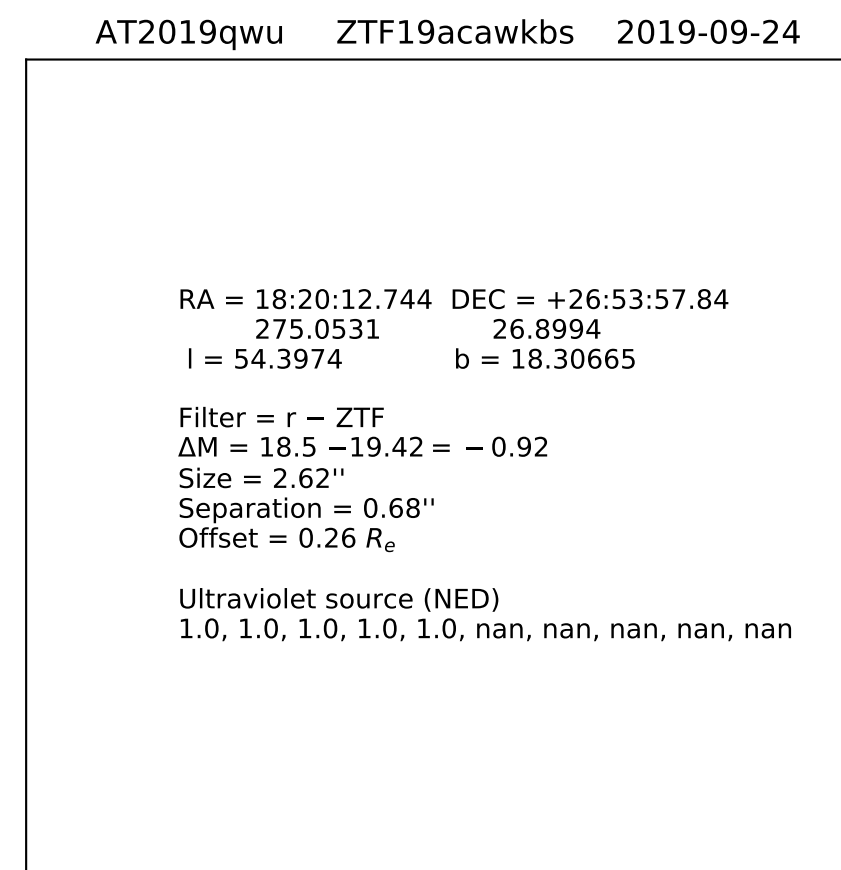 AT2019qwu ZTF19acawkbs 2019-09-24
RA = 18:20:12.744 DEC = +26:53:57.84
275.0531 26.8994
l = 54.3974 b = 18.30665
Filter = r − ZTF
ΔM = 18.5 −19.42 = − 0.92
Size = 2.62''
Separation = 0.68''
Offset = 0.26 Re
Ultraviolet source (NED)
1.0, 1.0, 1.0, 1.0, 1.0, nan, nan, nan, nan, nan